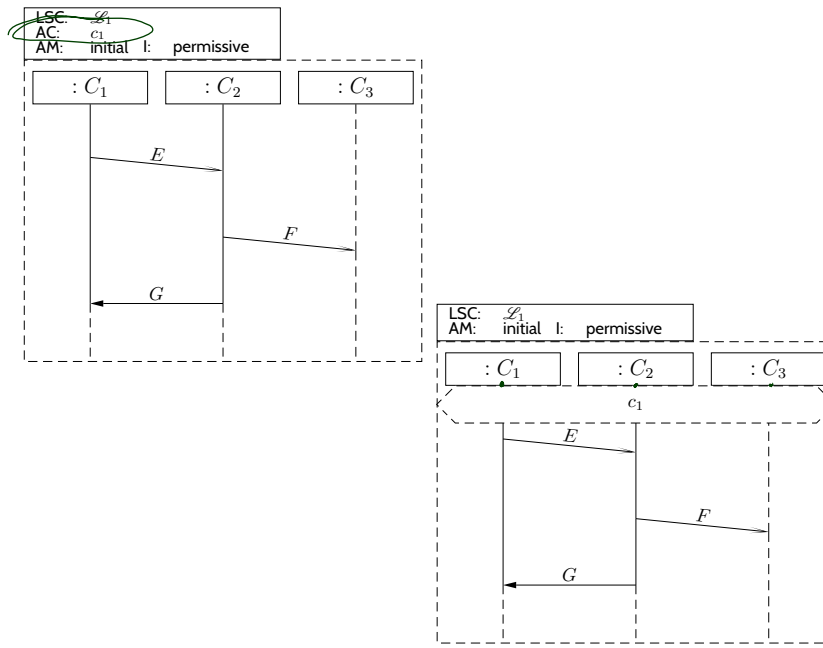 LSC: ℒ₁
AC: c₁
AM: initial I: permissive
: C₁ : C₂ : C₃
E
F
G
LSC: ℒ₁
AM: initial I: permissive
: C₁ : C₂ : C₃
c₁
E
F
G